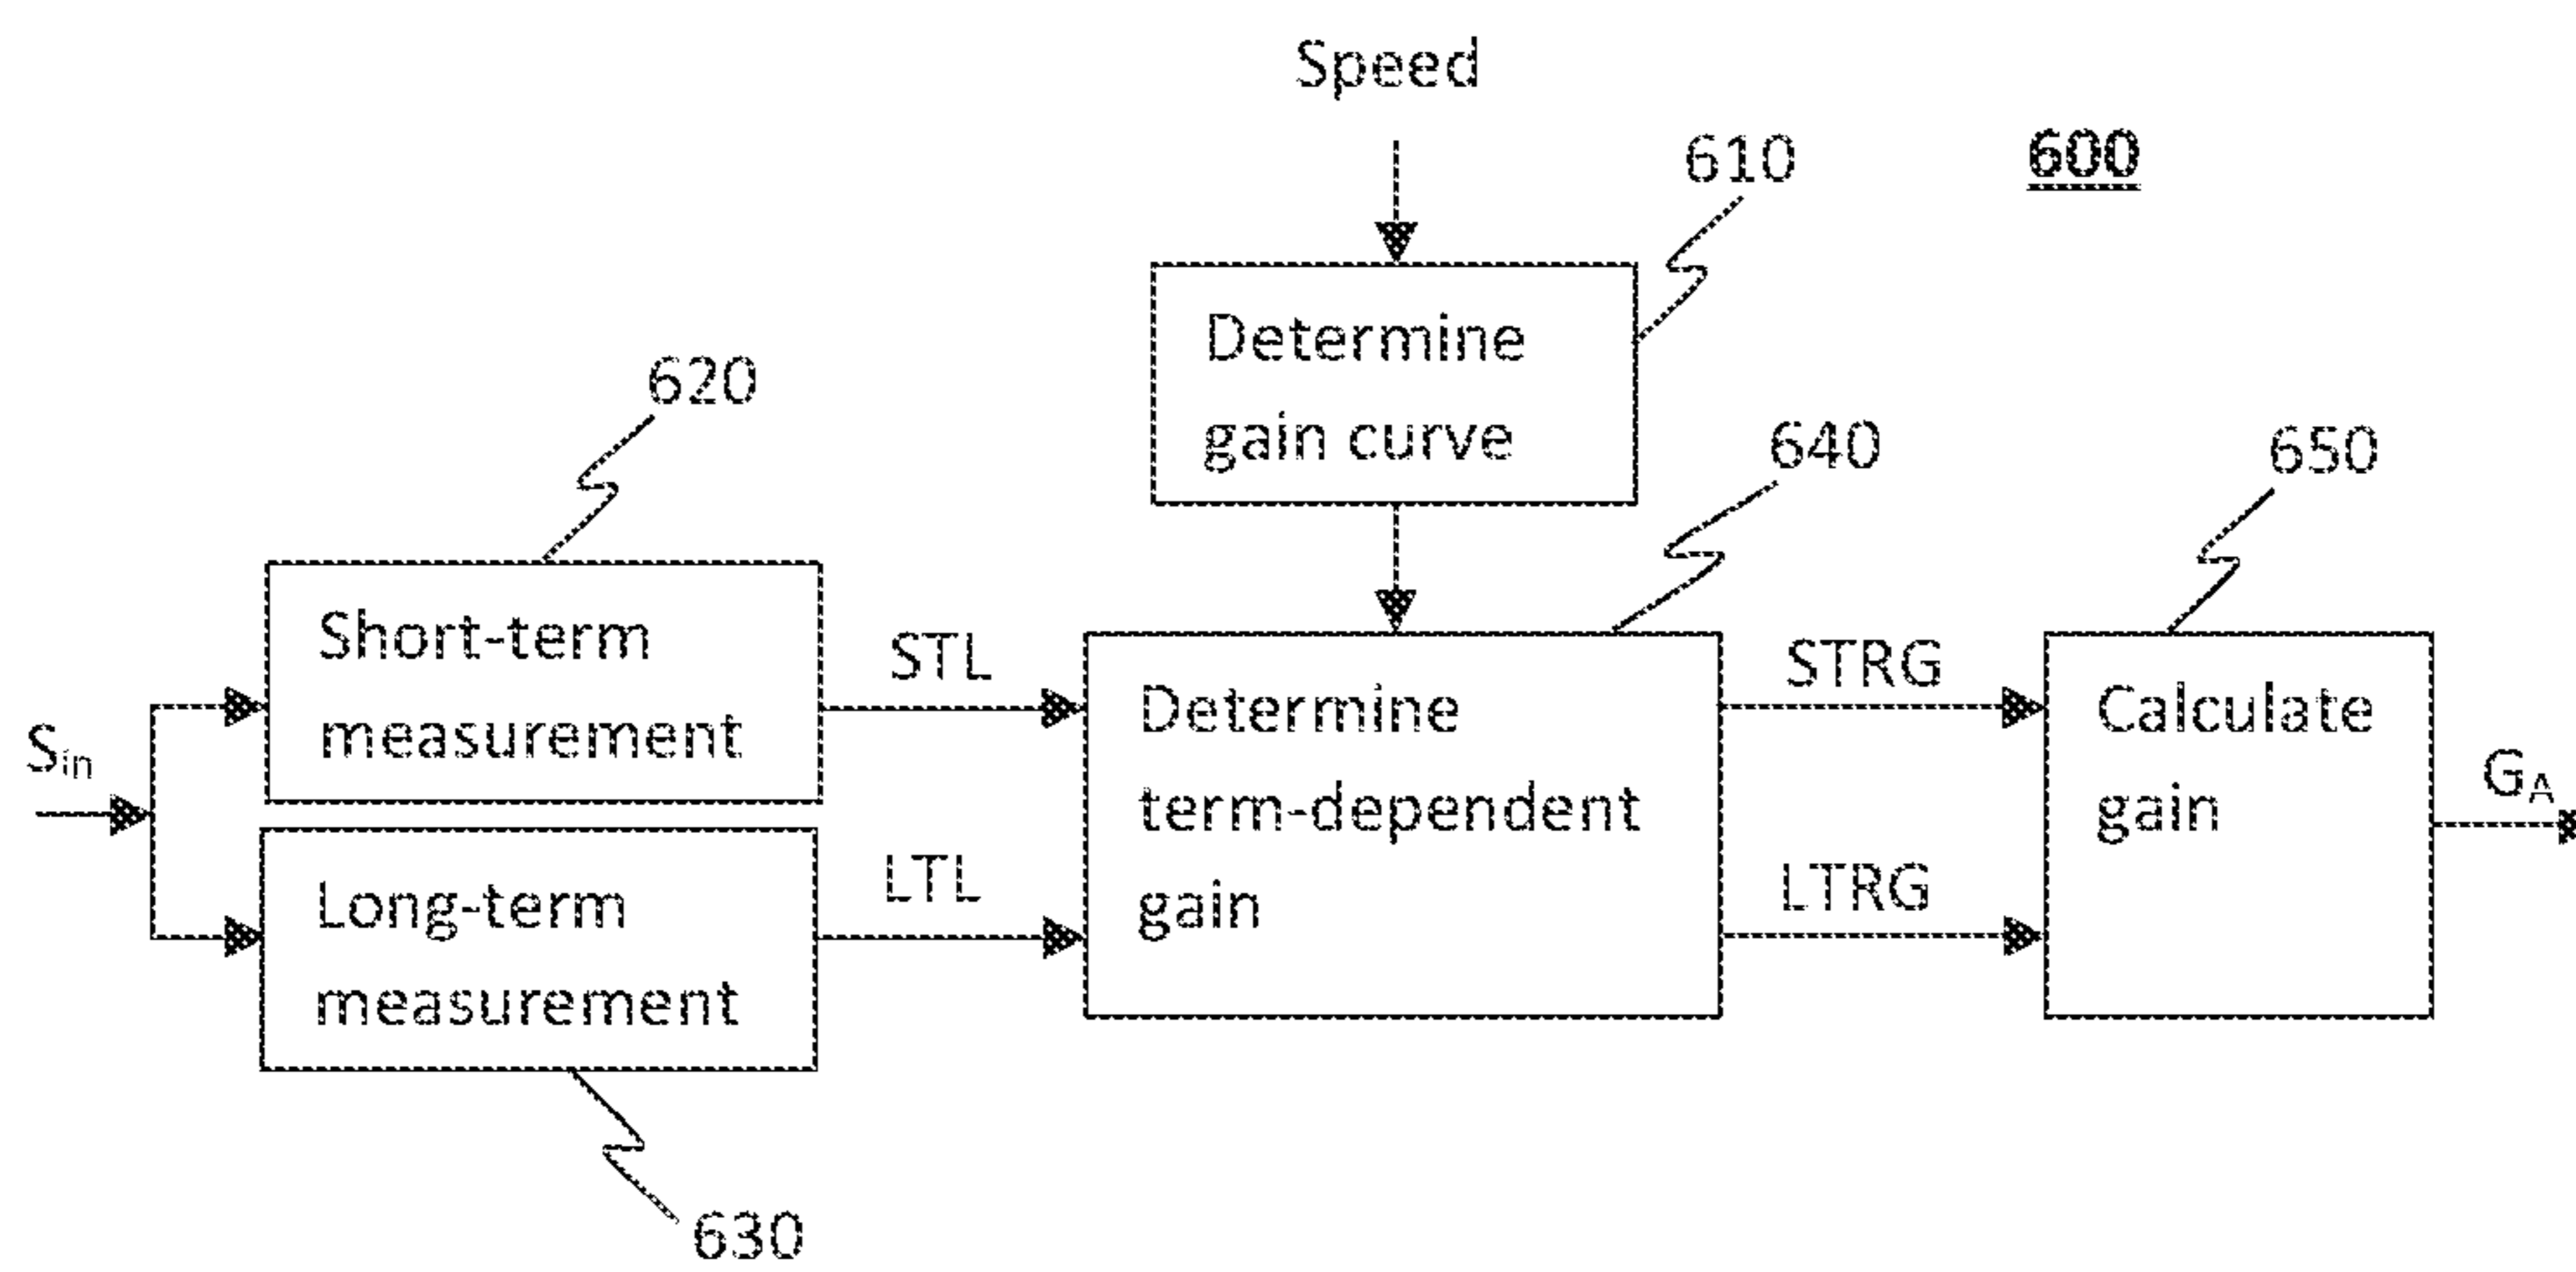 Speed
610
600
Determine
gain curve
620
640
650
Short-term
measurement
STL
STRG
Determine
term-dependent
gain
Calculate
gain
Sin
GA
Long-term
measurement
LTL
LTRG
630